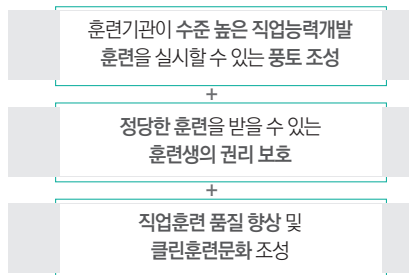 훈련기관이 수준 높은 직업능력개발
훈련을 실시할 수 있는 풍토 조성
+
정당한 훈련을 받을 수 있는
훈련생의 권리 보호
+
직업훈련 품질 향상 및
클린훈련문화 조성